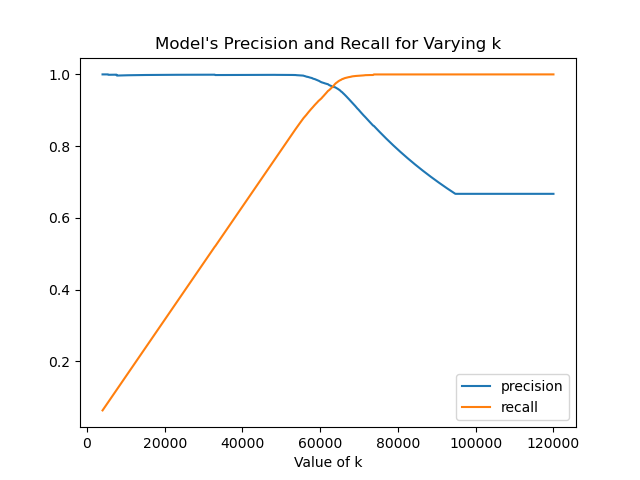 Model's Precision and Recall for Varying k
1.0
0.8
0.6
0.4
0.2
precision
recall
0 20000 40000 60000 80000 100000 120000
Value of k